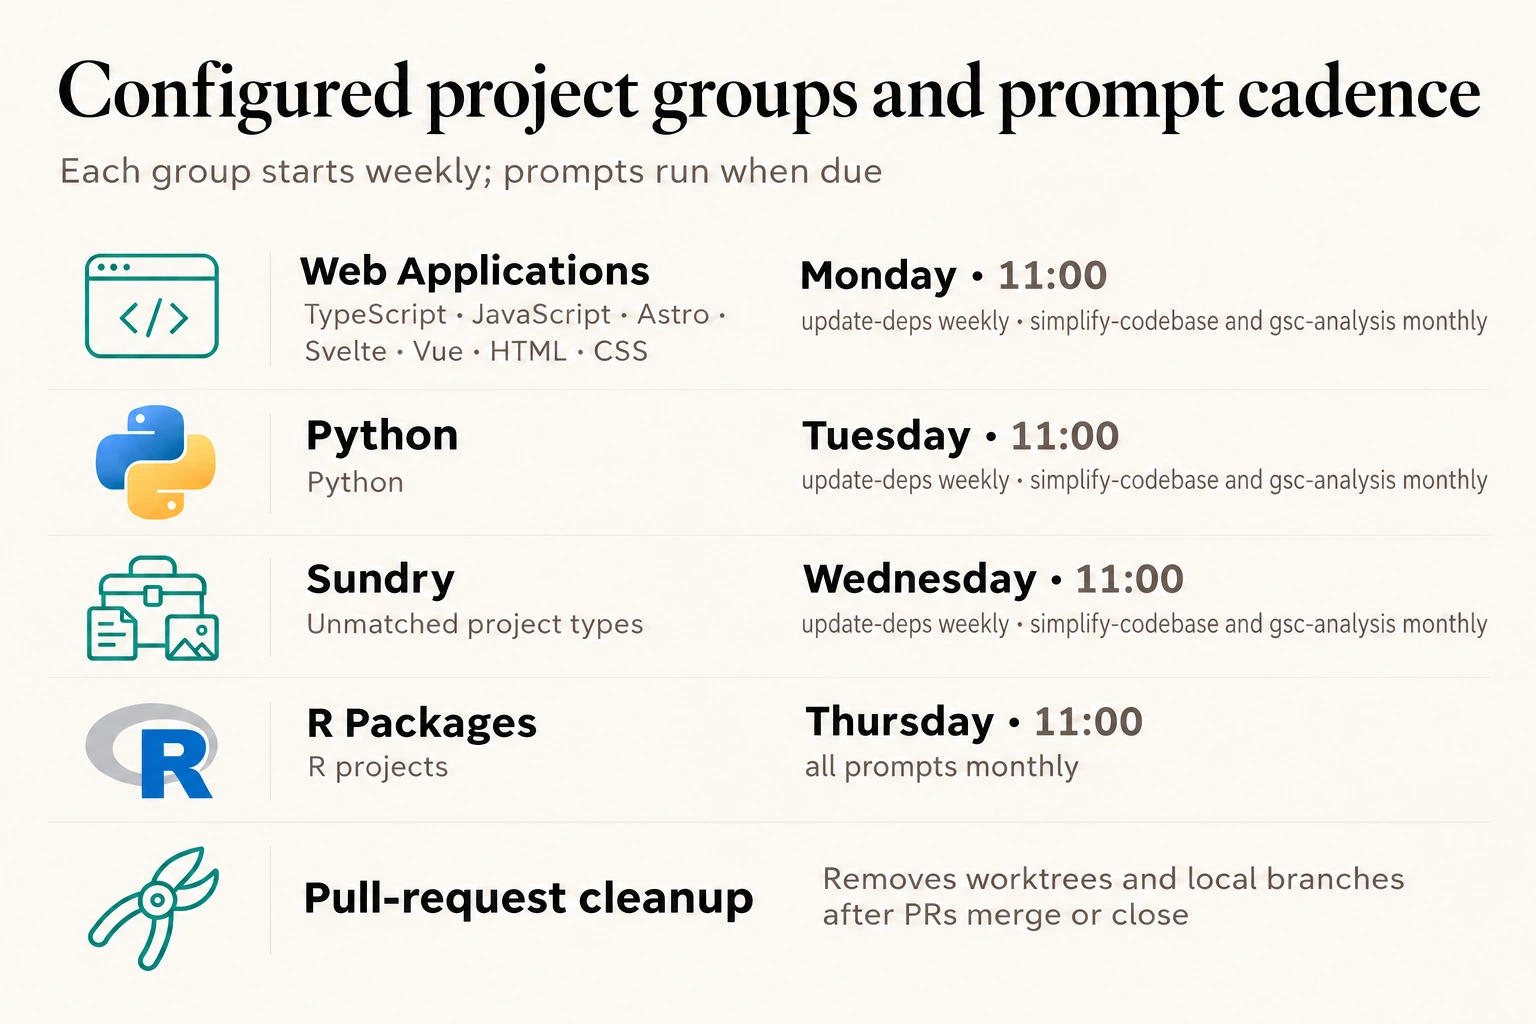 Configured project groups and prompt cadence
Each group starts weekly; prompts run when due
</>
Web Applications
TypeScript • JavaScript • Astro •
Svelte • Vue • HTML • CSS
Monday • 11:00
update-deps weekly • simplify-codebase and gsc-analysis monthly
Python
Python
Tuesday • 11:00
update-deps weekly • simplify-codebase and gsc-analysis monthly
Sundry
Unmatched project types
Wednesday • 11:00
update-deps weekly • simplify-codebase and gsc-analysis monthly
R
R Packages
R projects
Thursday • 11:00
all prompts monthly
Pull-request cleanup
Removes worktrees and local branches
after PRs merge or close